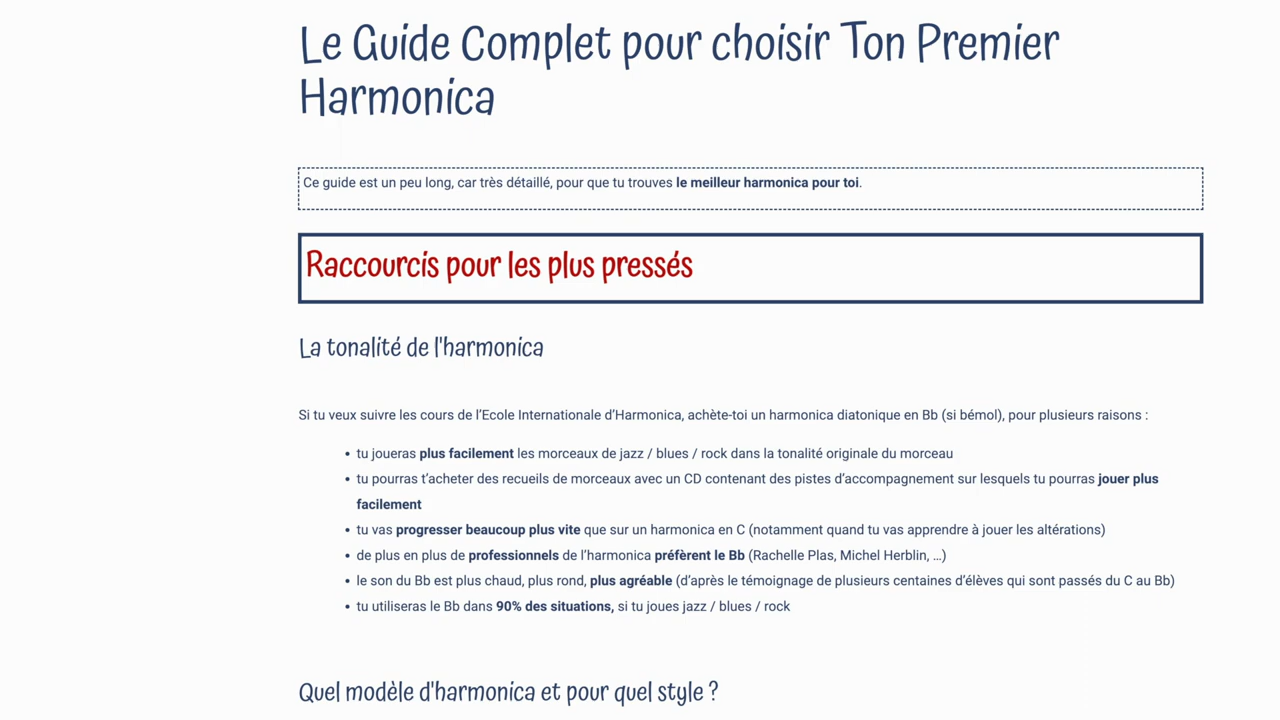 Le Guide Complet pour choisir Ton Premier
Harmonica
Ce guide est un peu long, car très détaillé, pour que tu trouves le meilleur harmonica pour toi.
Raccourcis pour les plus pressés
La tonalité de l'harmonica
Si tu veux suivre les cours de l’Ecole Internationale d’Harmonica, achète-toi un harmonica diatonique en Bb (si bémol), pour plusieurs raisons :
• tu joueras plus facilement les morceaux de jazz / blues / rock dans la tonalité originale du morceau
• tu pourras t’acheter des recueils de morceaux avec un CD contenant des pistes d’accompagnement sur lesquels tu pourras jouer plus
facilement
• tu vas progresser beaucoup plus vite que sur un harmonica en C (notamment quand tu vas apprendre à jouer les altérations)
• de plus en plus de professionnels de l’harmonica préfèrent le Bb (Rachelle Plas, Michel Herblin, …)
• le son du Bb est plus chaud, plus rond, plus agréable (d’après le témoignage de plusieurs centaines d’élèves qui sont passés du C au Bb)
• tu utiliseras le Bb dans 90% des situations, si tu joues jazz / blues / rock
Quel modèle d'harmonica et pour quel style ?